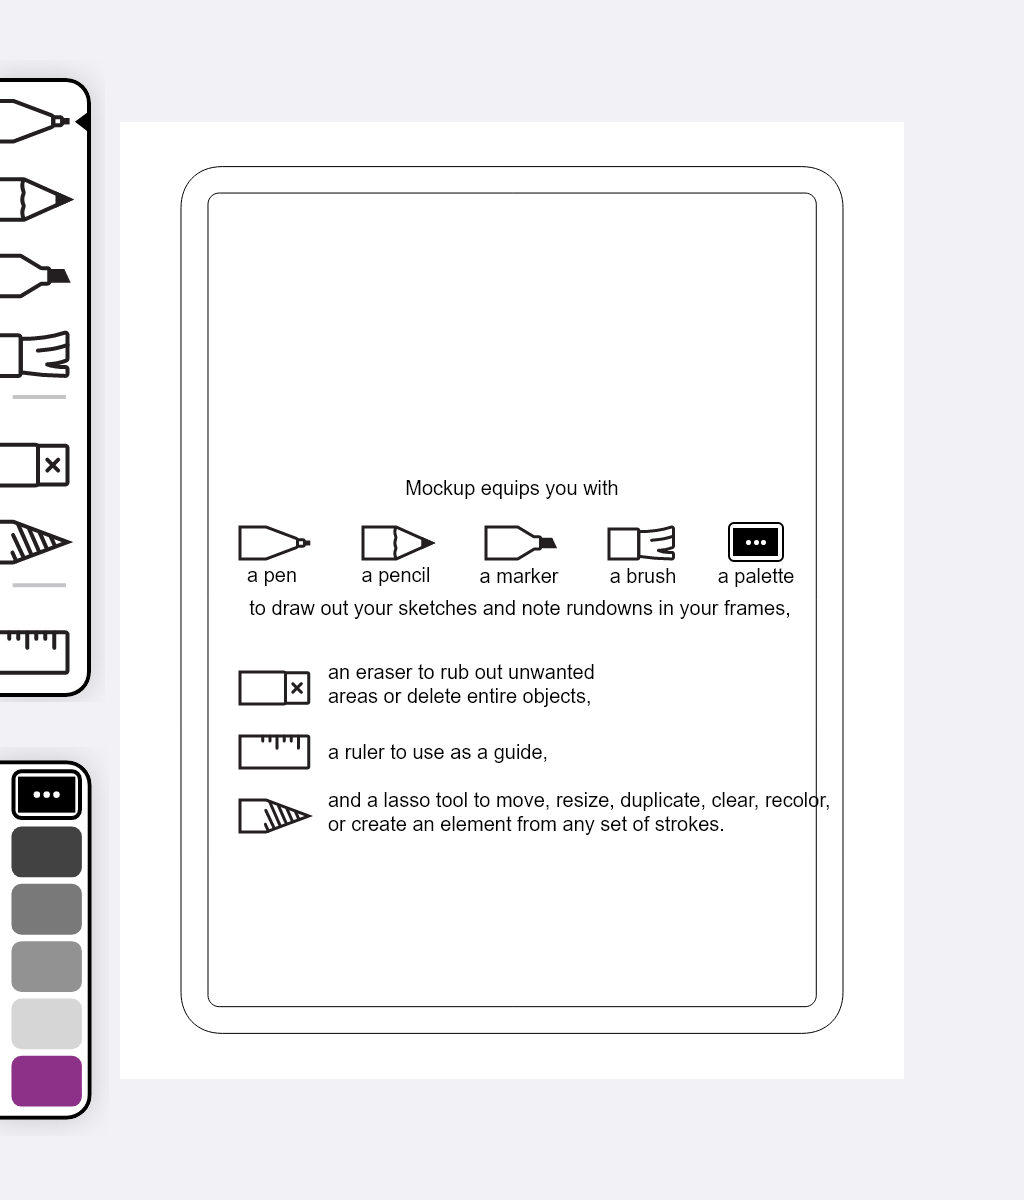 Mockup equips you with
a pen a pencil a marker a brush a palette
to draw out your sketches and note rundowns in your frames,
an eraser to rub out unwanted
areas or delete entire objects,
a ruler to use as a guide,
and a lasso tool to move, resize, duplicate, clear, recolor,
or create an element from any set of strokes.